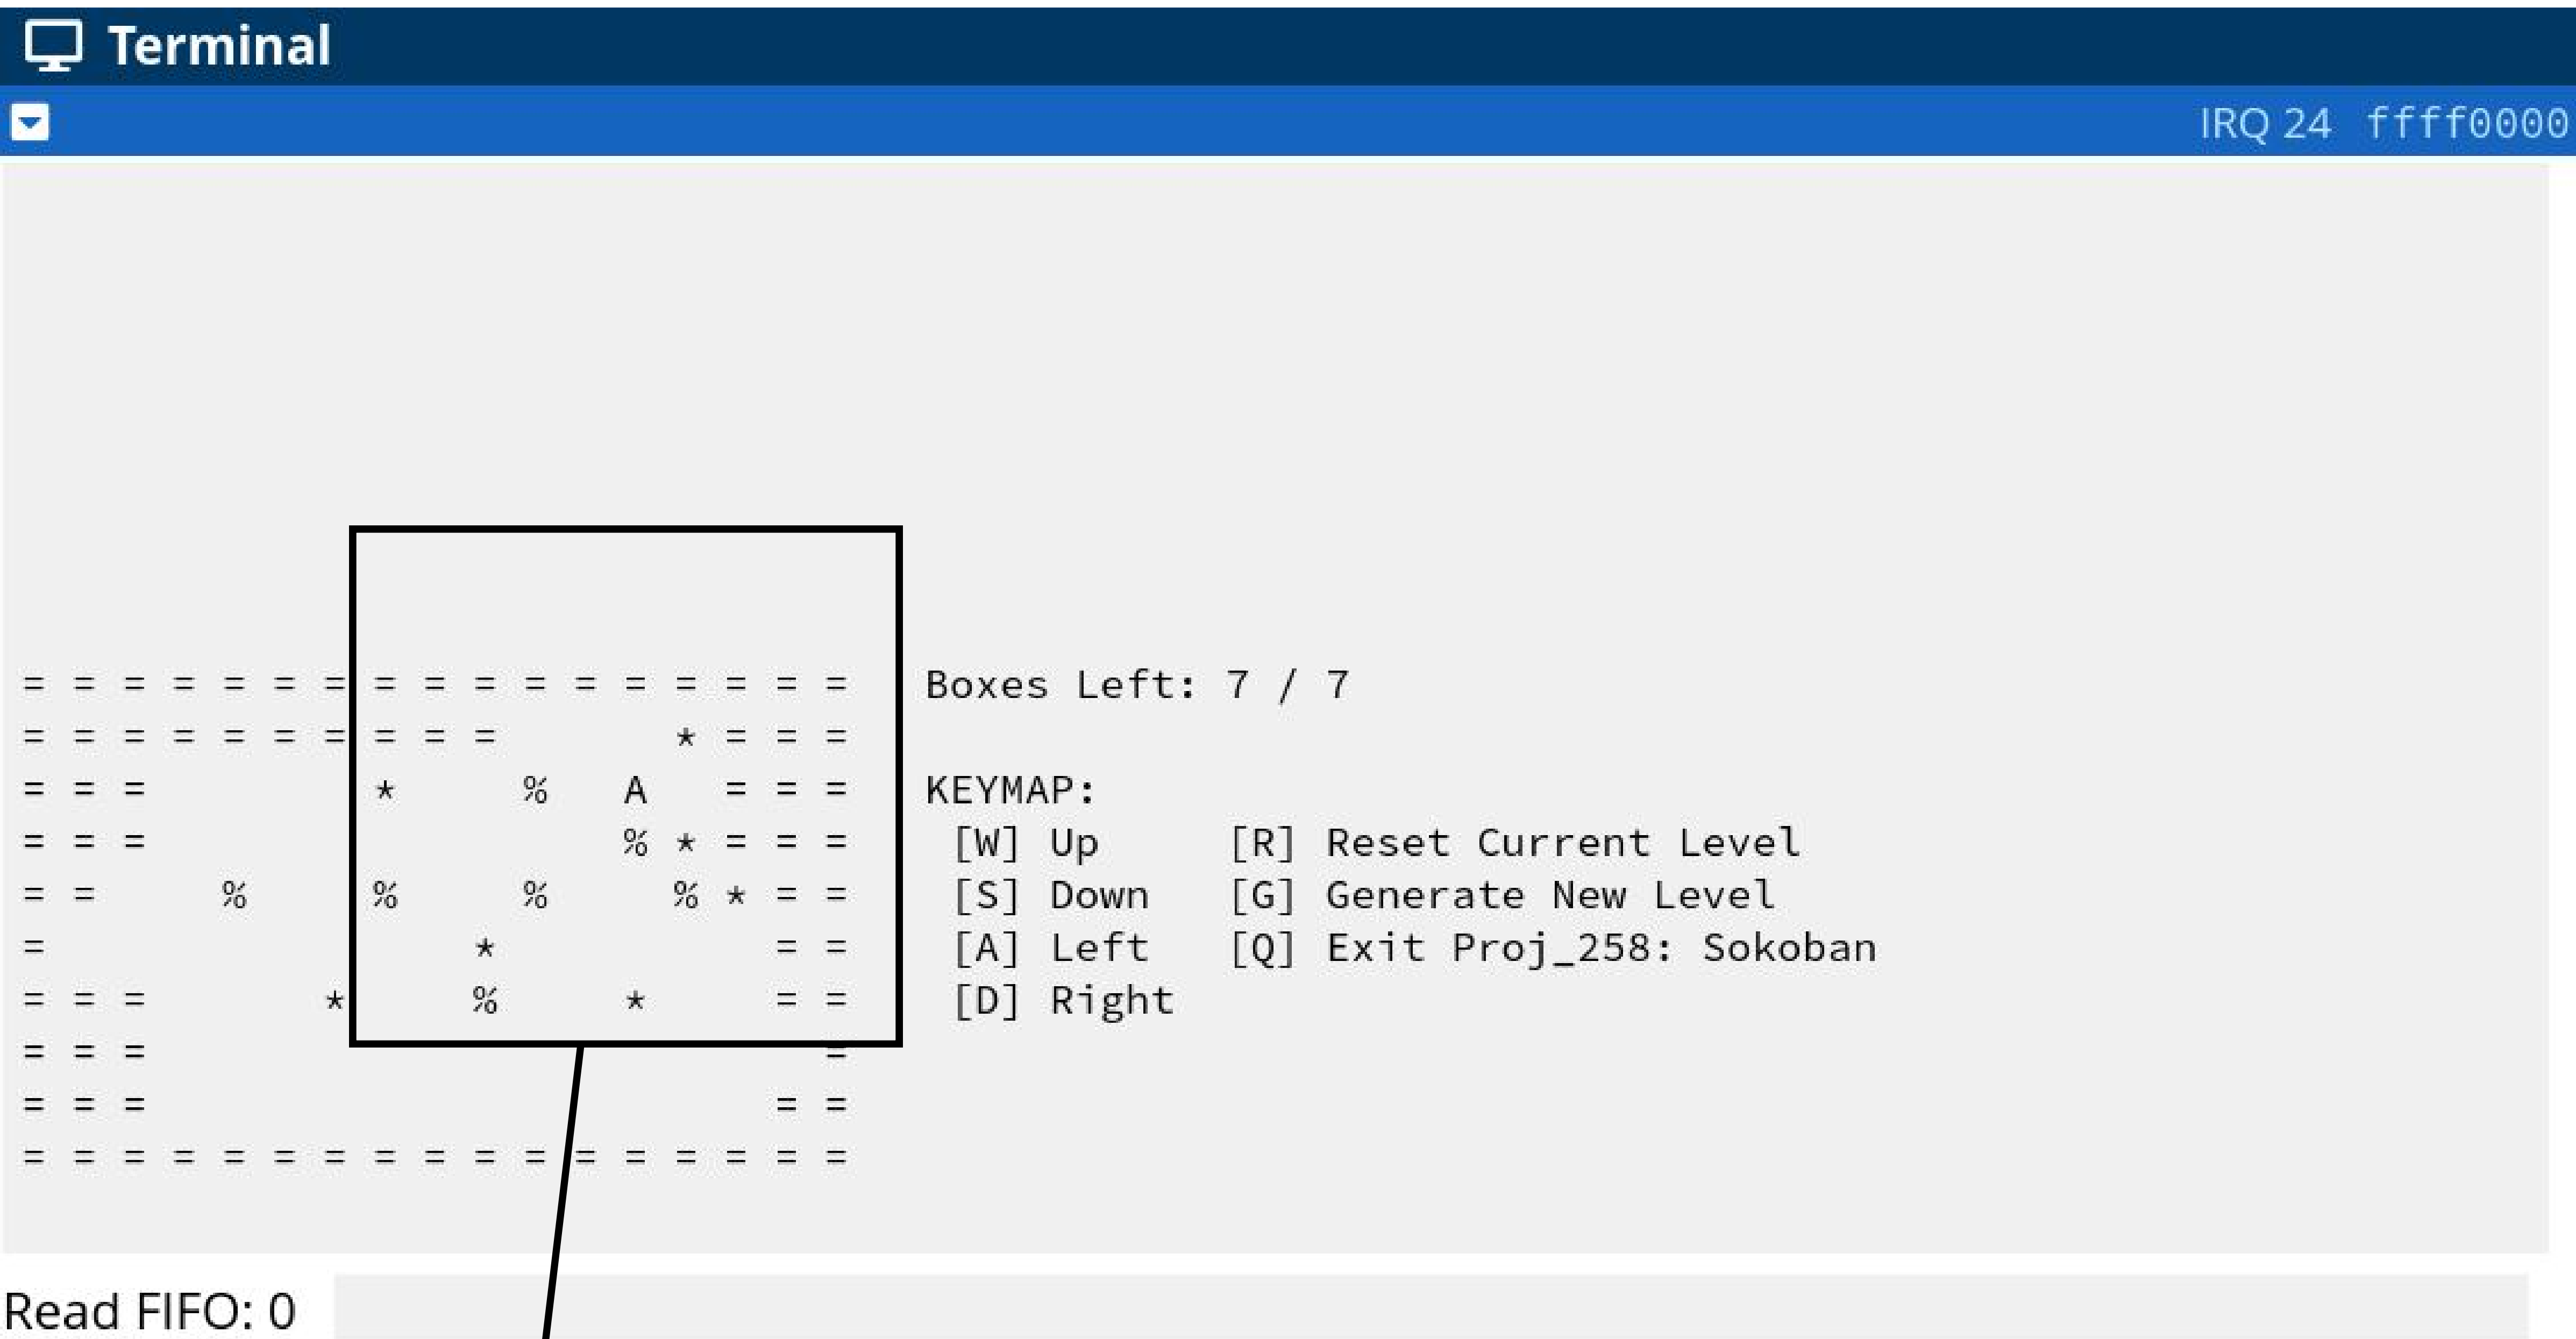 Terminal
IRQ 24 ffff0000
= = = = = = = = = = = = = = = = = Boxes Left: 7 / 7
= = = = = = = = = =       * = = =
= = =         *     %   A   = = = KEYMAP:
= = =                   % * = = = [W] Up [R] Reset Current Level
= =     %     %     %     % * = = [S] Down [G] Generate New Level
=                 *           = = [A] Left [Q] Exit Proj_258: Sokoban
= = =       *     %     *     = = [D] Right
= = =                           =
= = =                         = =
= = = = = = = = = = = = = = = = =
Read FIFO: 0